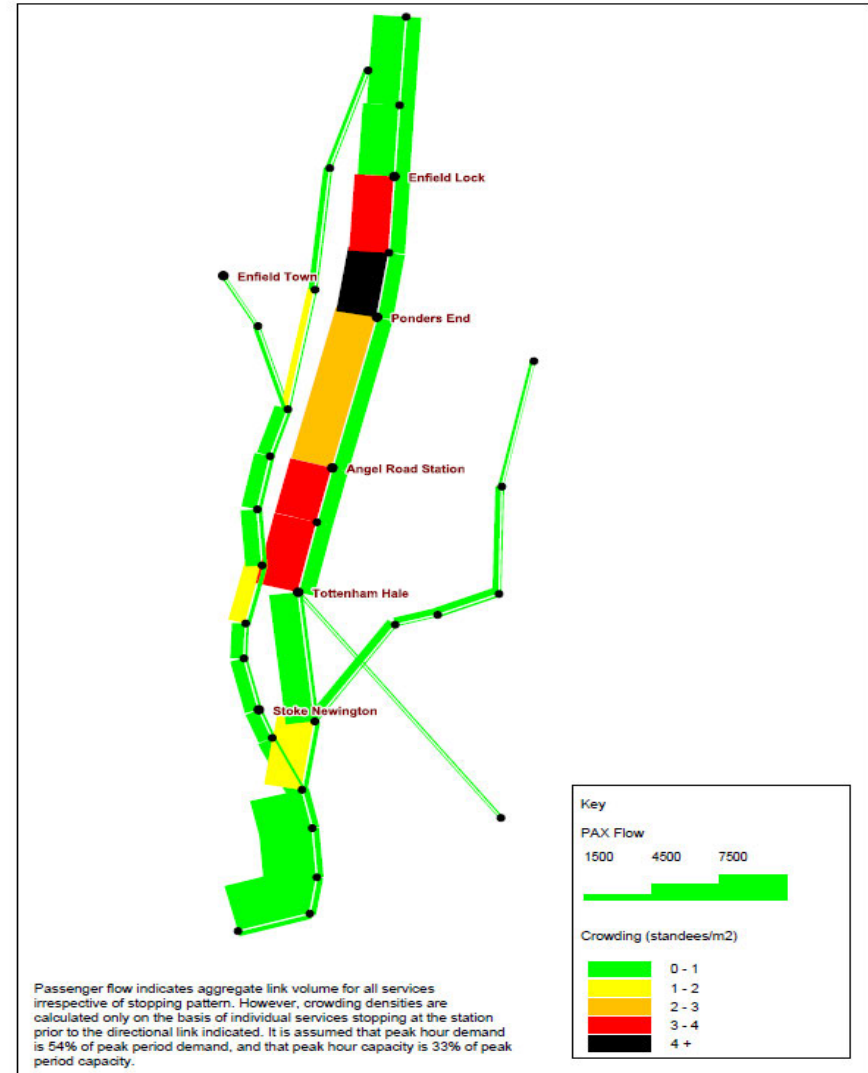 Enfield Lock
Enfield Town
Ponders End
Angel Road Station
Tottenham Hale
Stoke Newington
Key
PAX Flow
1500 4500 7500
Crowding (standees/m2)
0 - 1
1 - 2
2 - 3
3 - 4
4 +
Passenger flow indicates aggregate link volume for all services
irrespective of stopping pattern. However, crowding densities are
calculated only on the basis of individual services stopping at the station
prior to the directional link indicated. It is assumed that peak hour demand
is 54% of peak period demand, and that peak hour capacity is 33% of peak
period capacity.